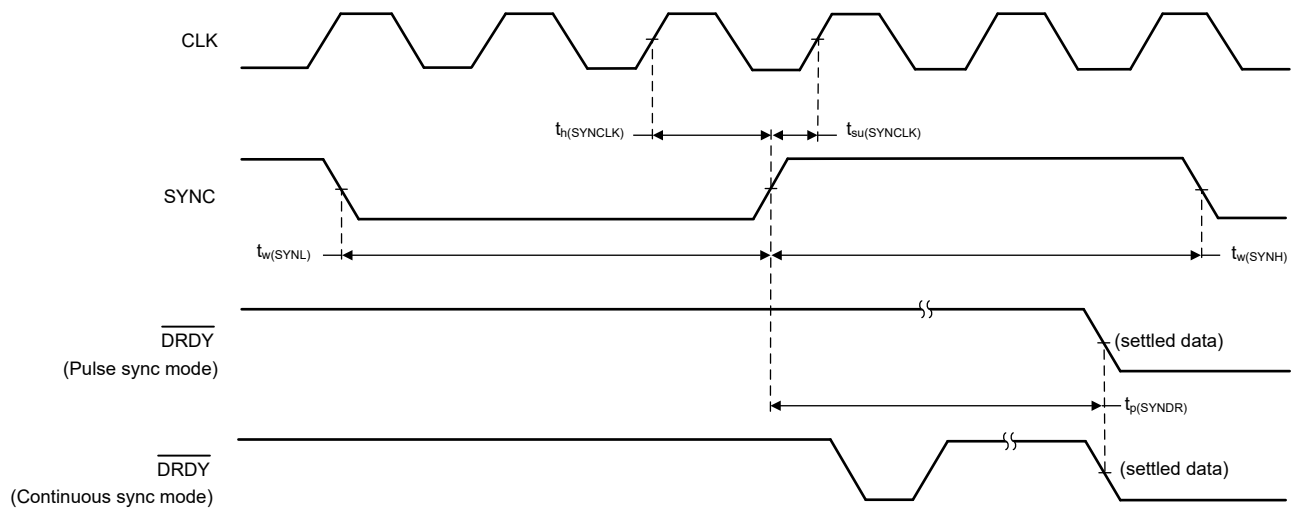 CLK
th(SYNCLK)
tsu(SYNCLK)
SYNC
tw(SYNL)
tw(SYNH)
DRDY
(Pulse sync mode)
(settled data)
tp(SYNDR)
DRDY
(Continuous sync mode)
(settled data)